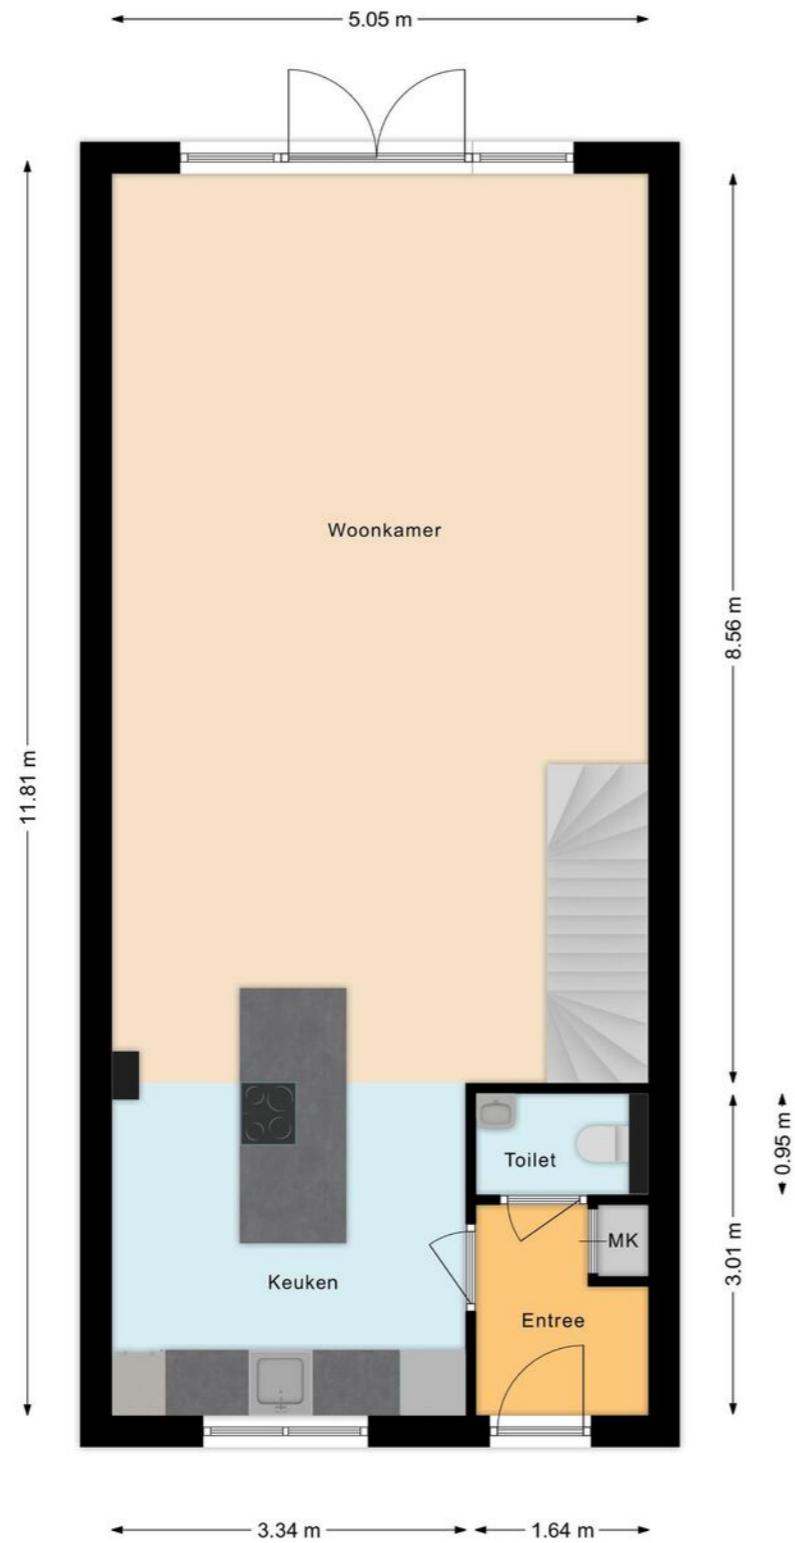 5.05 m
Woonkamer
8.56 m
11.81 m
0.95 m
Toilet
MK
3.01 m
Keuken
Entree
3.34 m
1.64 m